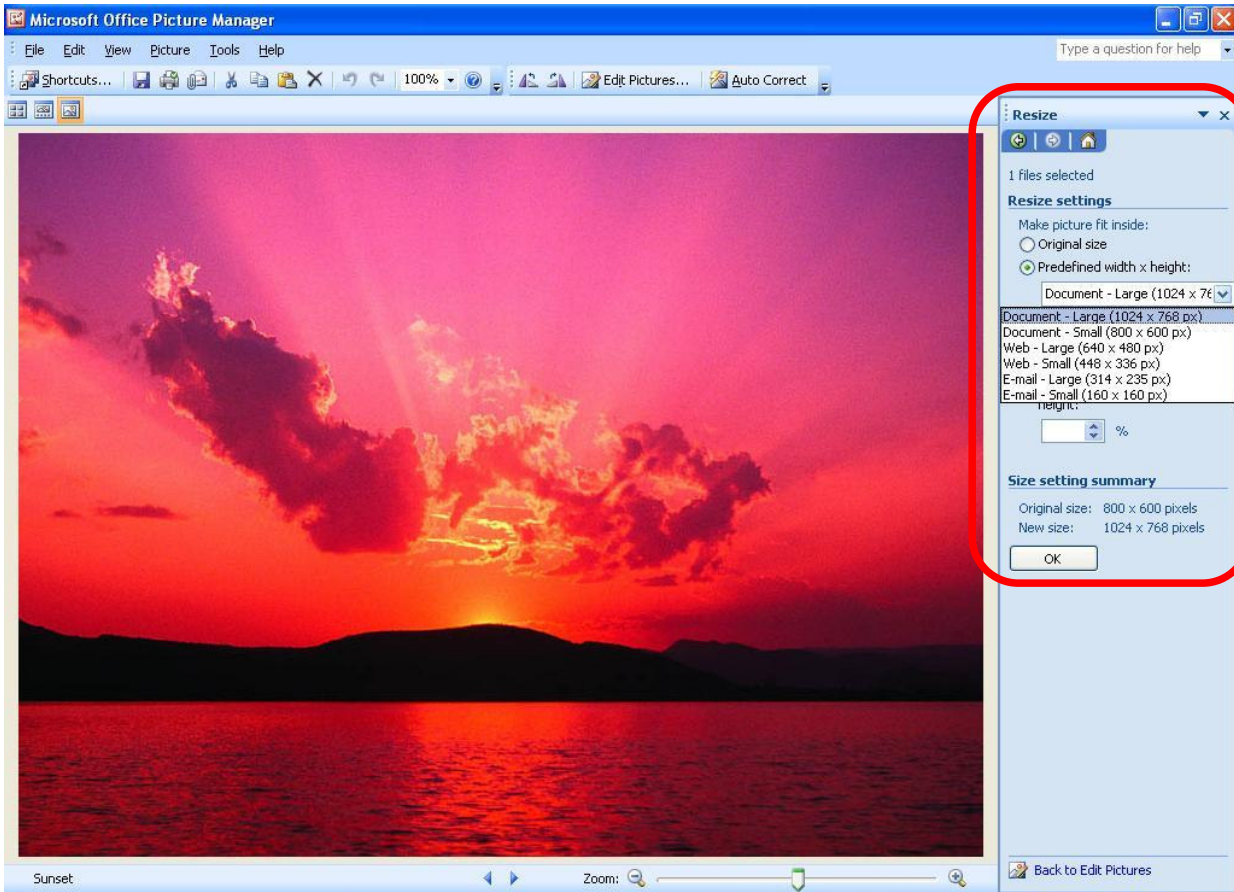 Microsoft Office Picture Manager
File Edit View Picture Tools Help
Type a question for help
Shortcuts... 100% Edit Pictures... Auto Correct
Resize
1 files selected
Resize settings
Make picture fit inside:
Original size
Predefined width x height:
Document - Large (1024 x 76
Document - Large (1024 x 768 px)
Document - Small (800 x 600 px)
Web - Large (640 x 480 px)
Web - Small (448 x 336 px)
E-mail - Large (314 x 235 px)
E-mail - Small (160 x 160 px)
height:
%
Size setting summary
Original size: 800 x 600 pixels
New size: 1024 x 768 pixels
OK
Back to Edit Pictures
Sunset Zoom: